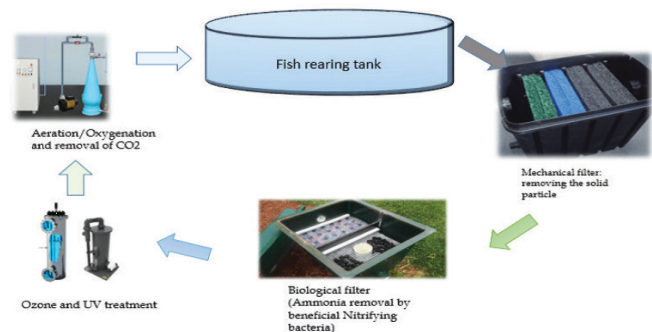 Fish rearing tank
Aeration/Oxygenation
and removal of CO2
Mechanical filter:
removing the solid
particle
Biological filter
(Ammonia removal by
beneficial Nitrifying
bacteria)
Ozone and UV treatment